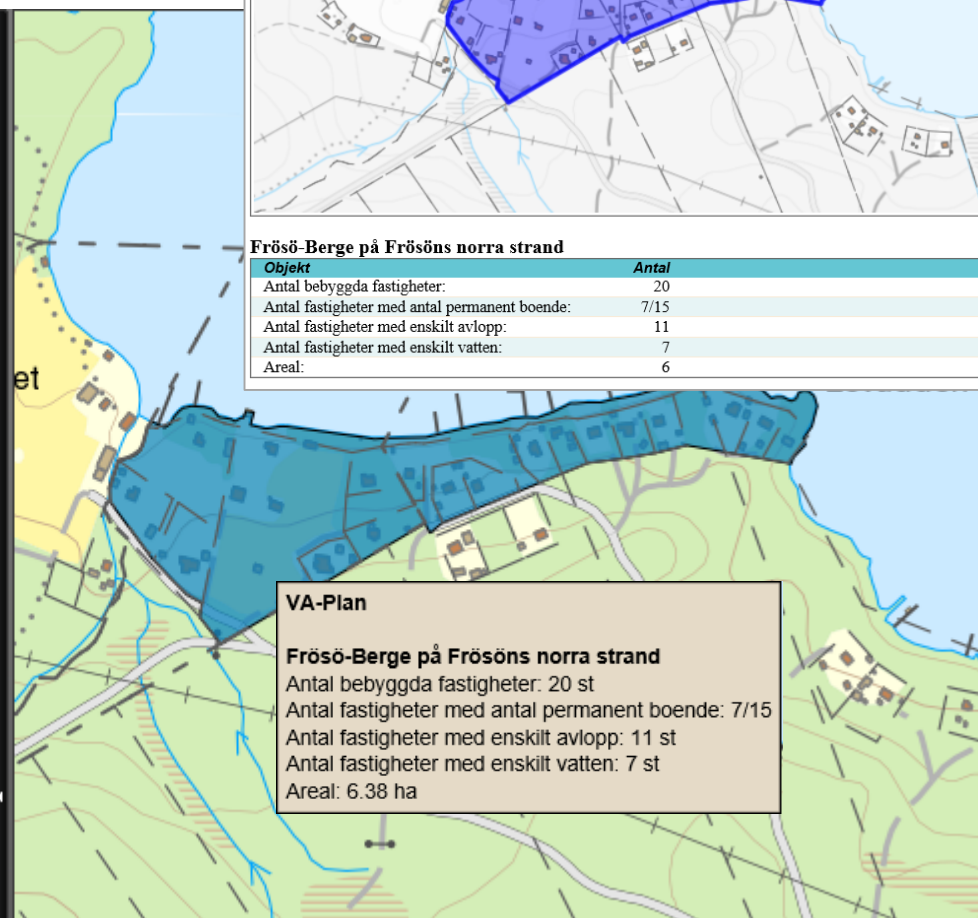 Frösö-Berge på Frösöns norra strand
Objekt Antal
Antal bebyggda fastigheter: 20
Antal fastigheter med antal permanent boende: 7/15
Antal fastigheter med enskilt avlopp: 11
Antal fastigheter med enskilt vatten: 7
Areal: 6
et
VA-Plan
Frösö-Berge på Frösöns norra strand
Antal bebyggda fastigheter: 20 st
Antal fastigheter med antal permanent boende: 7/15
Antal fastigheter med enskilt avlopp: 11 st
Antal fastigheter med enskilt vatten: 7 st
Areal: 6.38 ha